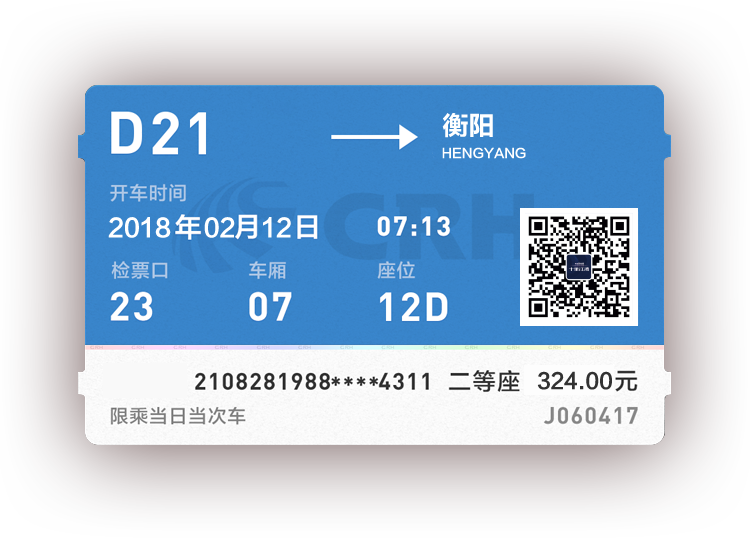 D21
衡阳
HENGYANG
开车时间
2018年02月12日 07:13
CRH
检票口 车厢 座位
23 07 12D
2108281988****4311 二等座 324.00元
限乘当日当次车 J060417